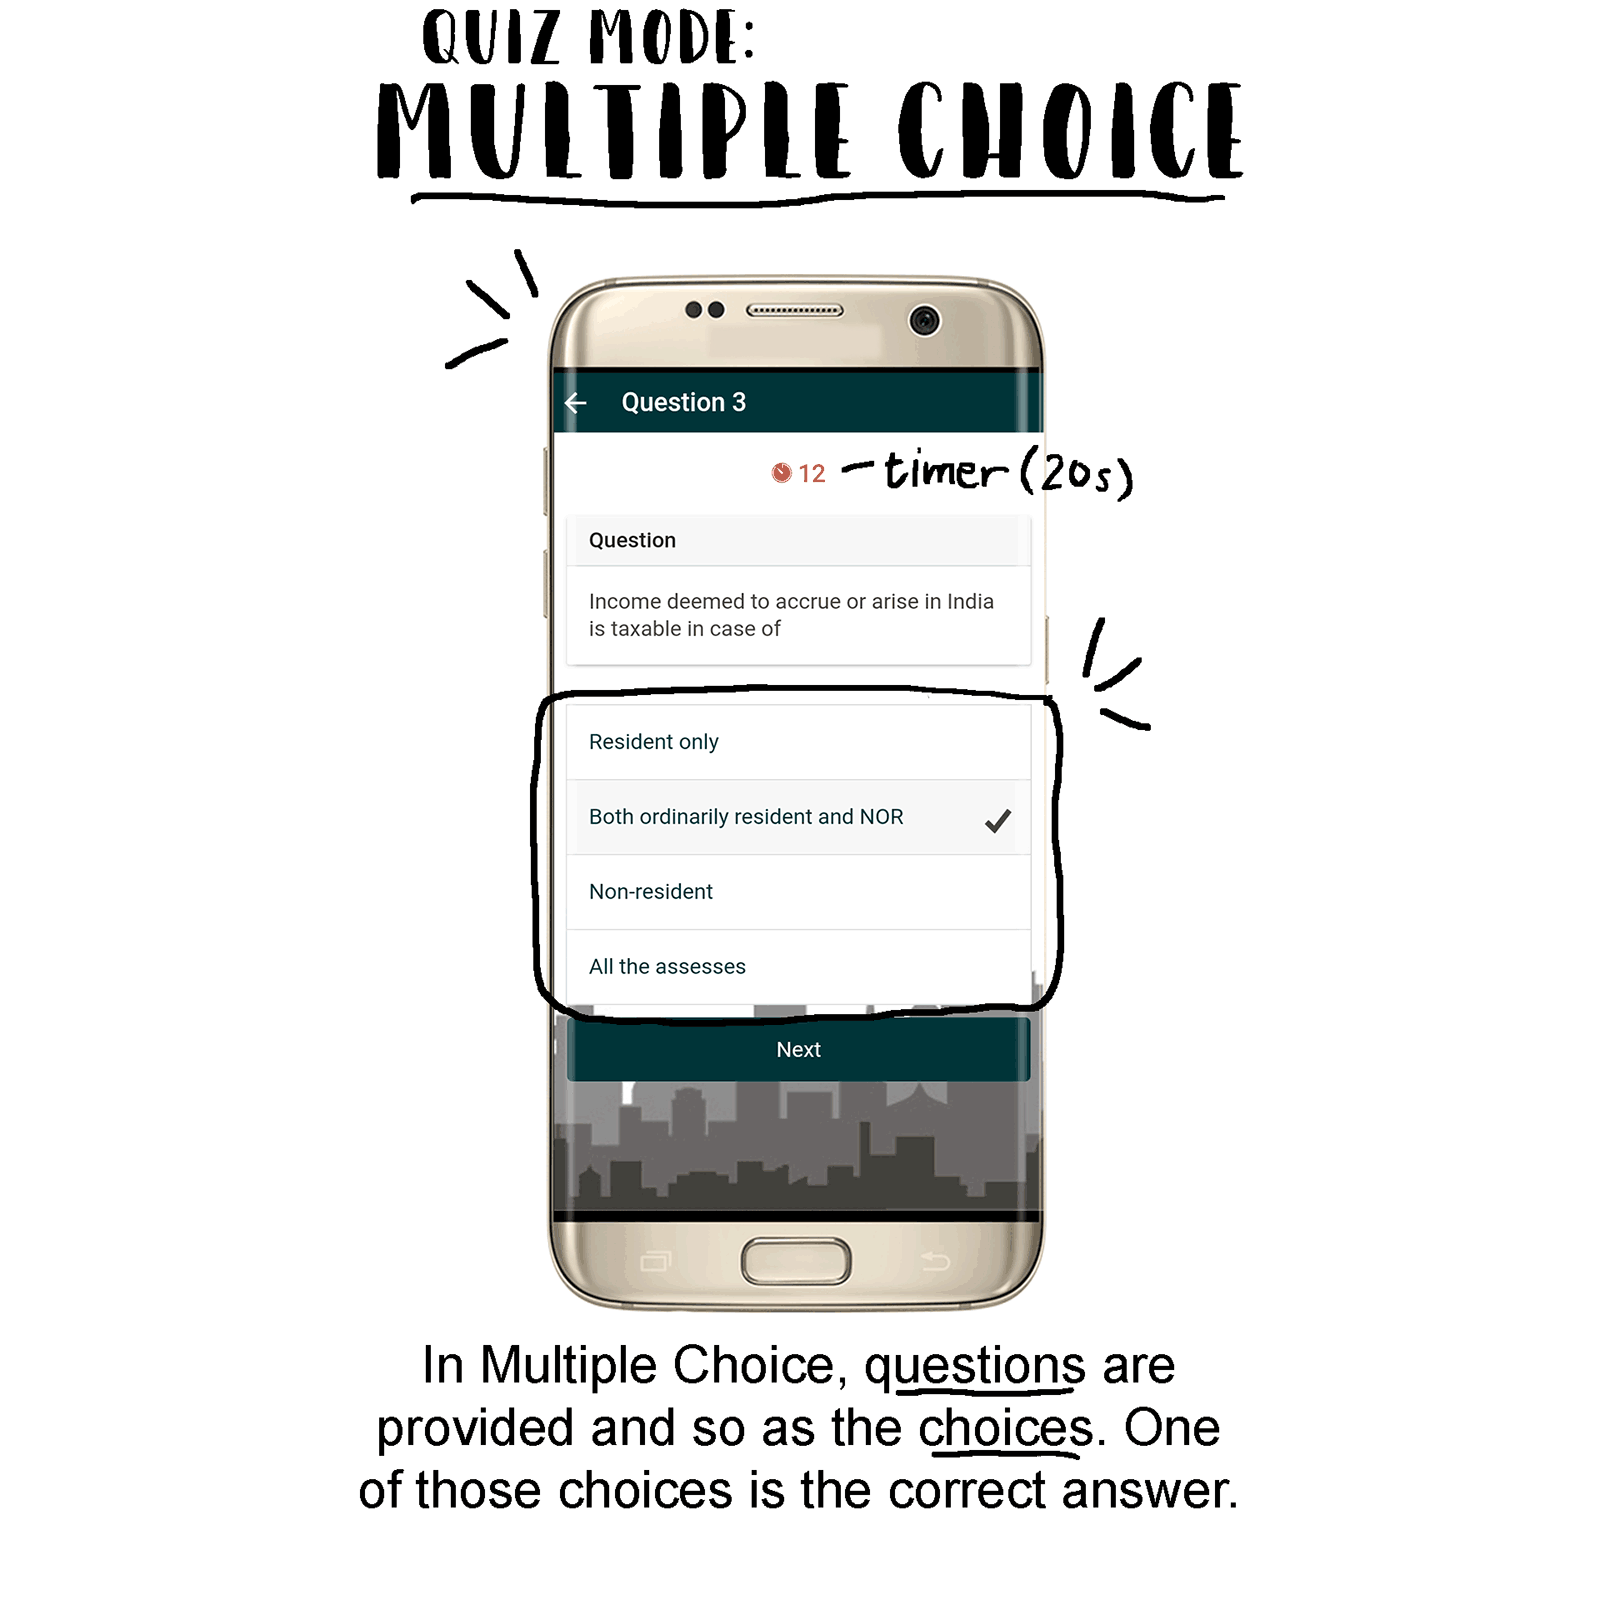 QUIZ MODE:
MULTIPLE CHOICE
Question 3
12 - timer (20s)
Question
Income deemed to accrue or arise in India
is taxable in case of
Resident only
Both ordinarily resident and NOR
Non-resident
All the assesses
Next
In Multiple Choice, questions are
provided and so as the choices. One
of those choices is the correct answer.